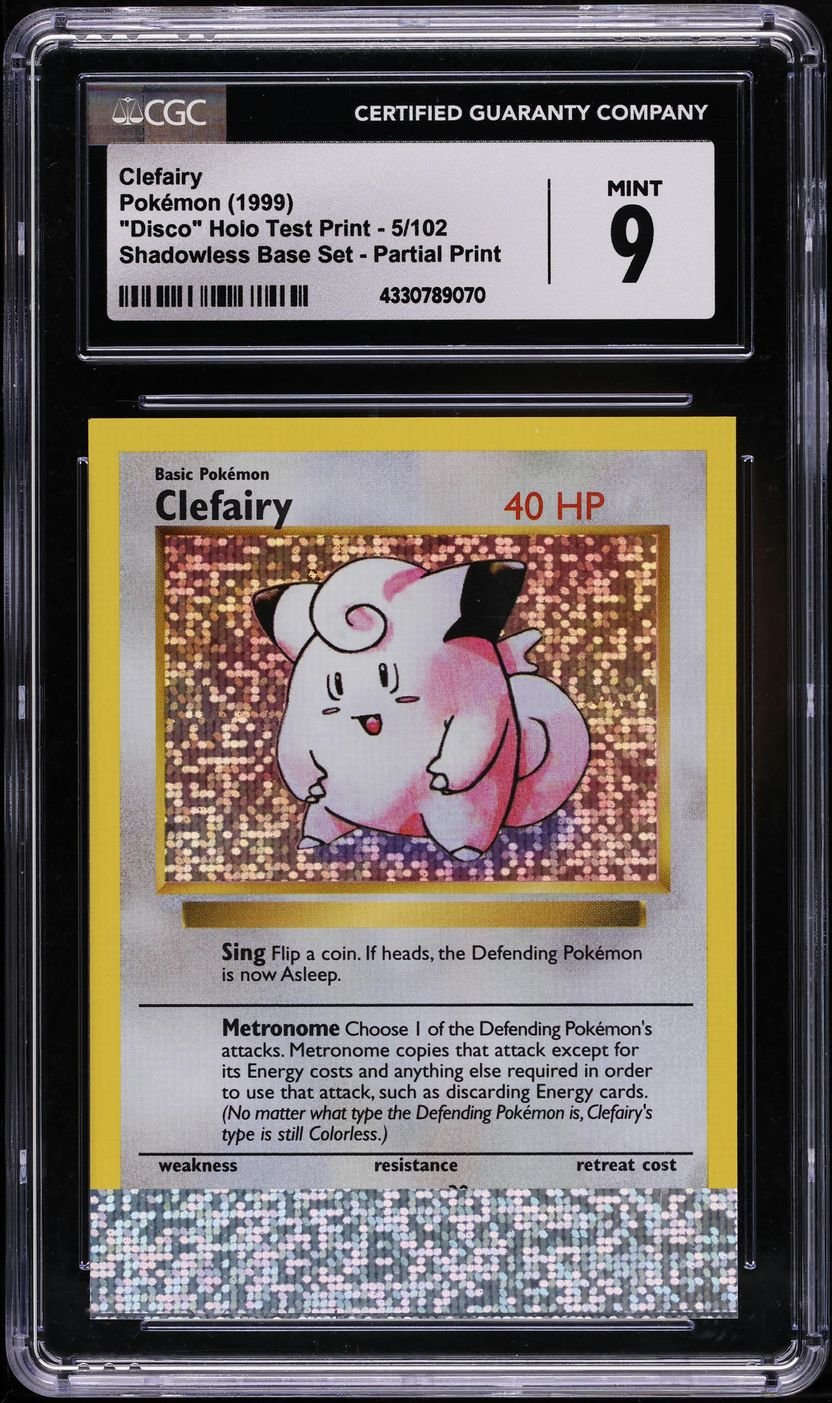 CGC
CERTIFIED GUARANTY COMPANY
Clefairy
Pokémon (1999)
"Disco" Holo Test Print - 5/102
Shadowless Base Set - Partial Print
4330789070
MINT
9
Basic Pokémon
Clefairy
40 HP
Sing Flip a coin. If heads, the Defending Pokémon
is now Asleep.
Metronome Choose 1 of the Defending Pokémon's
attacks. Metronome copies that attack except for
its Energy costs and anything else required in order
to use that attack, such as discarding Energy cards.
(No matter what type the Defending Pokémon is, Clefairy's
type is still Colorless.)
weakness
resistance
retreat cost